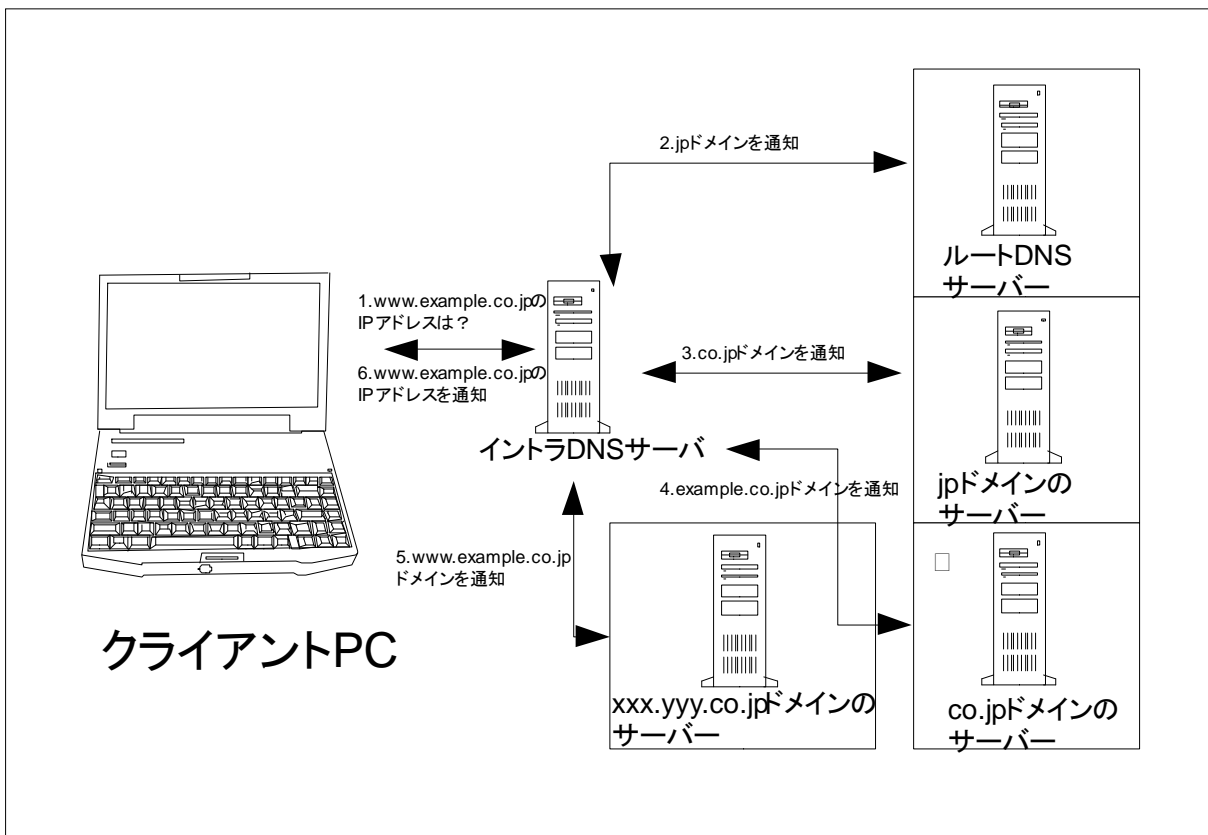 2.jpドメインを通知
ルートDNS
サーバー
1.www.example.co.jpの
IPアドレスは？
6.www.example.co.jpの
IPアドレスを通知
3.co.jpドメインを通知
イントラDNSサーバ
jpドメインの
サーバー
4.example.co.jpドメインを通知
5.www.example.co.jp
ドメインを通知
クライアントPC
xxx.yyy.co.jpドメインの
サーバー
co.jpドメインの
サーバー